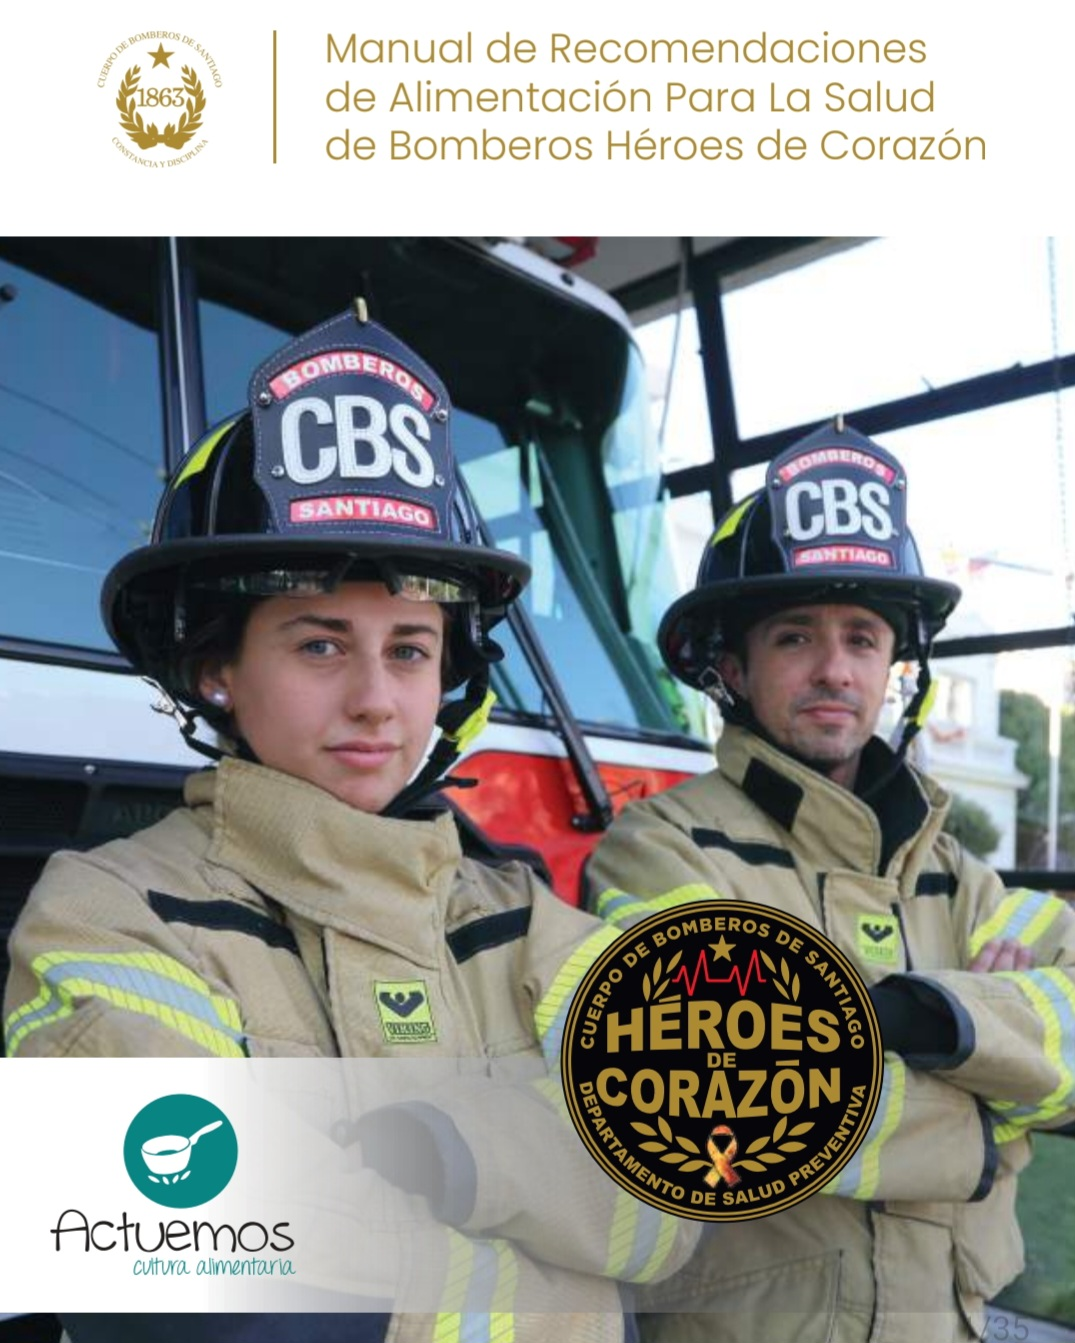 CUERPO DE BOMBEROS DE SANTIAGO
1863
CONSTANCIA Y DISCIPLINA
Manual de Recomendaciones
de Alimentación Para La Salud
de Bomberos Héroes de Corazón
BOMBEROS
CBS
SANTIAGO
BOMBEROS
CBS
SANTIAGO
VIKING
CUERPO DE BOMBEROS DE SANTIAGO
HÉROES
DE
CORAZÓN
DEPARTAMENTO DE SALUD PREVENTIVA
Actuemos
cultura alimentaria
/35